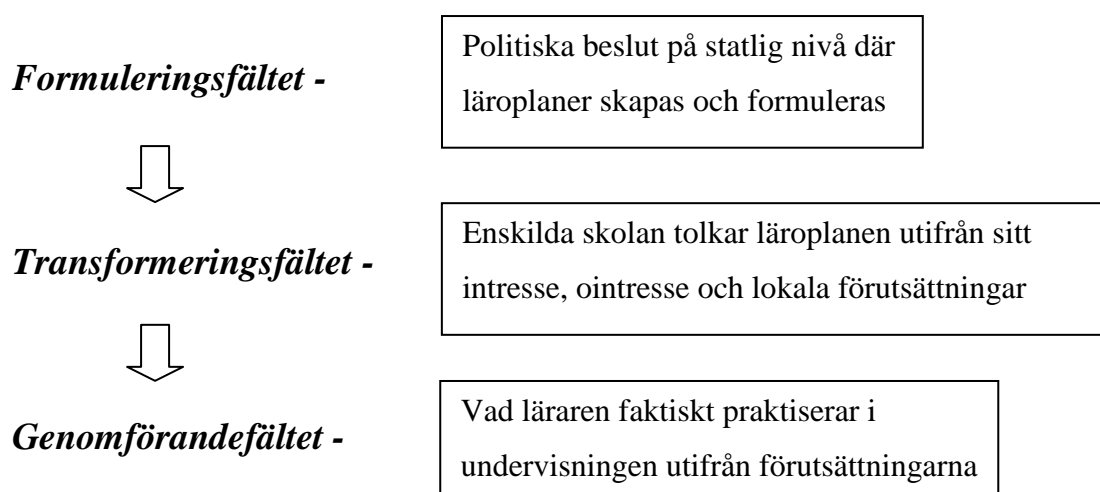 Formuleringsfältet -
Politiska beslut på statlig nivå där
läroplaner skapas och formuleras
Transformeringsfältet -
Enskilda skolan tolkar läroplanen utifrån sitt
intresse, ointresse och lokala förutsättningar
Genomförandefältet -
Vad läraren faktiskt praktiserar i
undervisningen utifrån förutsättningarna